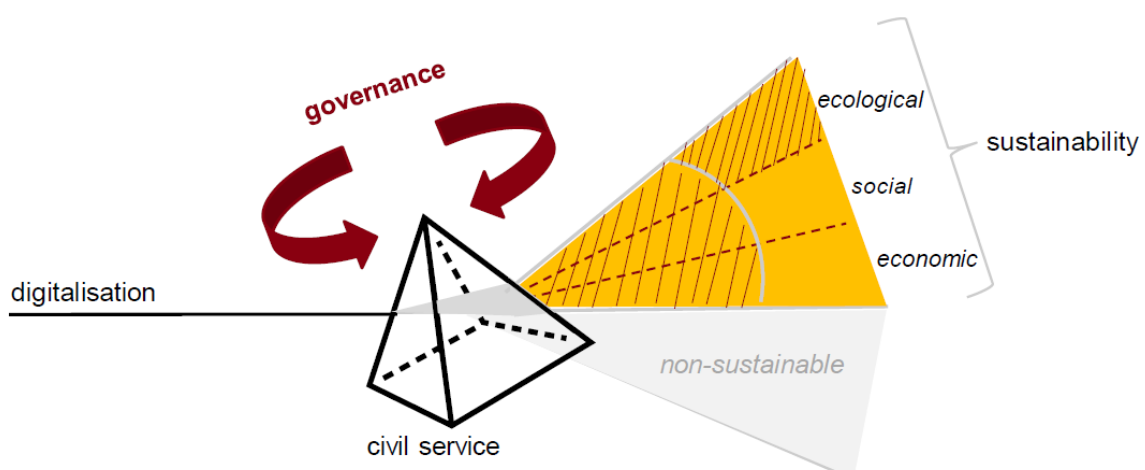 governance
ecological
sustainability
social
economic
digitalisation
non-sustainable
civil service